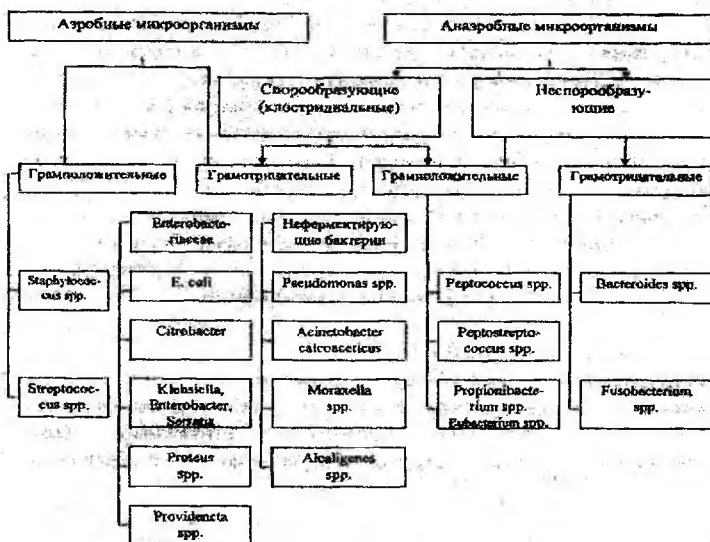 Аэробные микроорганизмы
Анаэробные микроорганизмы
Спорообразующие
(клостридиальные)
Неспорообразу-
ющие
Грамположительные
Грамотрицательные
Грамположительные
Грамотрицательные
Enterobacte-
riaceae
Неферментирую-
щие бактерии
Staphylococ-
cus spp.
E. coli
Pseudomonas spp.
Peptococcus spp.
Bacteroides spp.
Citrobacter
Acinetobacter
calcoaceticus
Peptostrepto-
coccus spp.
Streptococ-
cus spp.
Klebsiella,
Enterobacter,
Serratia
Moraxella
spp.
Propionibacte-
rium spp.
Eubacterium spp.
Fusobacterium
spp.
Proteus
spp.
Alcaligenes
spp.
Providencia
spp.